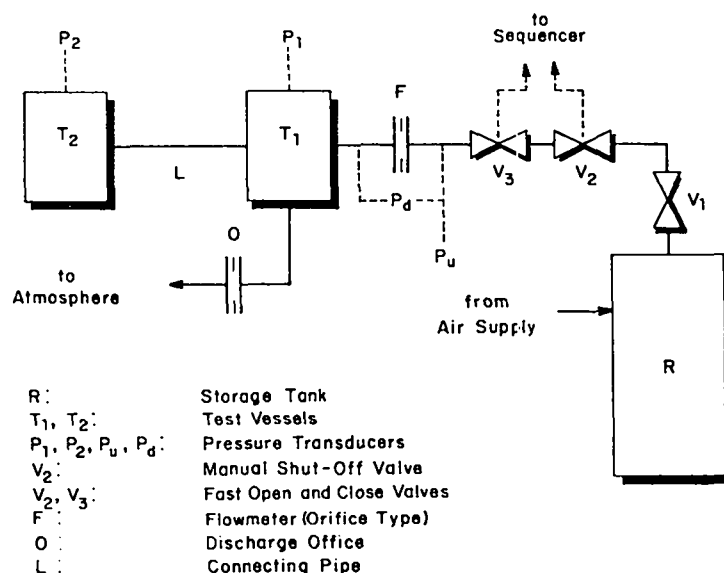 P2
P1
to
Sequencer
F
T2
T1
L
V3
V2
V1
Pd
Pu
O
to
Atmosphere
from
Air Supply
R
R: Storage Tank
T1, T2: Test Vessels
P1, P2, Pu, Pd: Pressure Transducers
V2: Manual Shut-Off Valve
V2, V3: Fast Open and Close Valves
F: Flowmeter (Orifice Type)
O: Discharge Office
L: Connecting Pipe